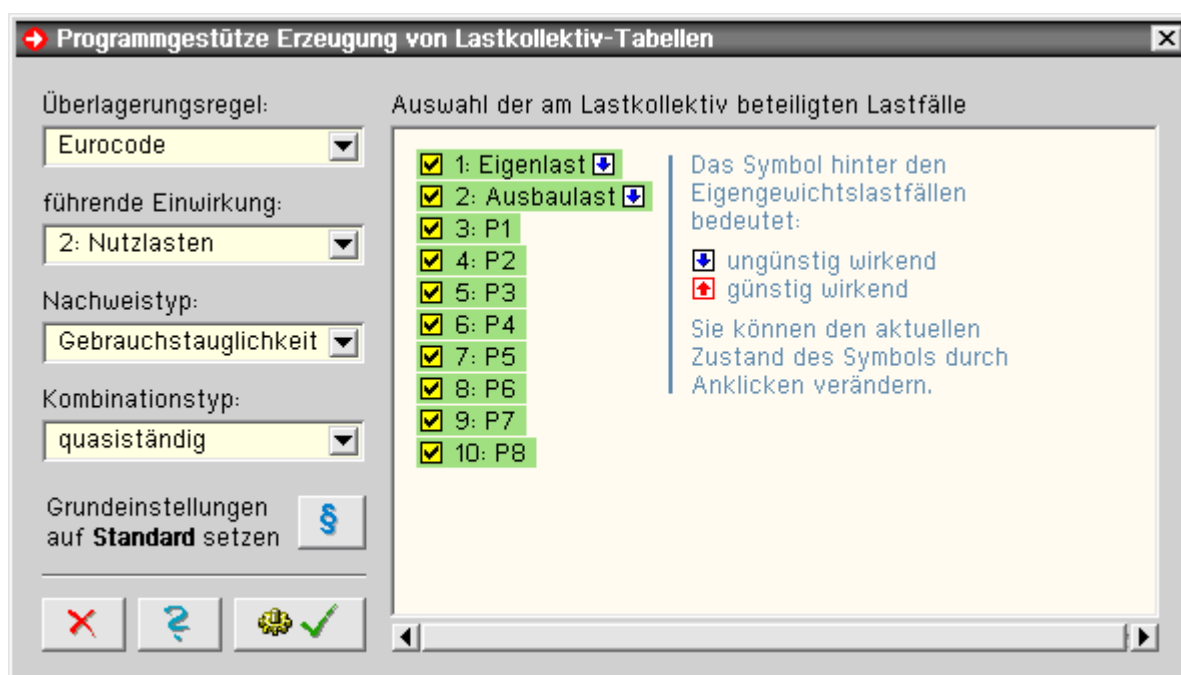 Programmgestütze Erzeugung von Lastkollektiv-Tabellen
Überlagerungsregel:
Eurocode
führende Einwirkung:
2: Nutzlasten
Nachweistyp:
Gebrauchstauglichkeit
Kombinationstyp:
quasiständig
Grundeinstellungen
auf Standard setzen
§
Auswahl der am Lastkollektiv beteiligten Lastfälle
1: Eigenlast
2: Ausbaulast
3: P1
4: P2
5: P3
6: P4
7: P5
8: P6
9: P7
10: P8
Das Symbol hinter den
Eigengewichtslastfällen
bedeutet:
ungünstig wirkend
günstig wirkend
Sie können den aktuellen
Zustand des Symbols durch
Anklicken verändern.